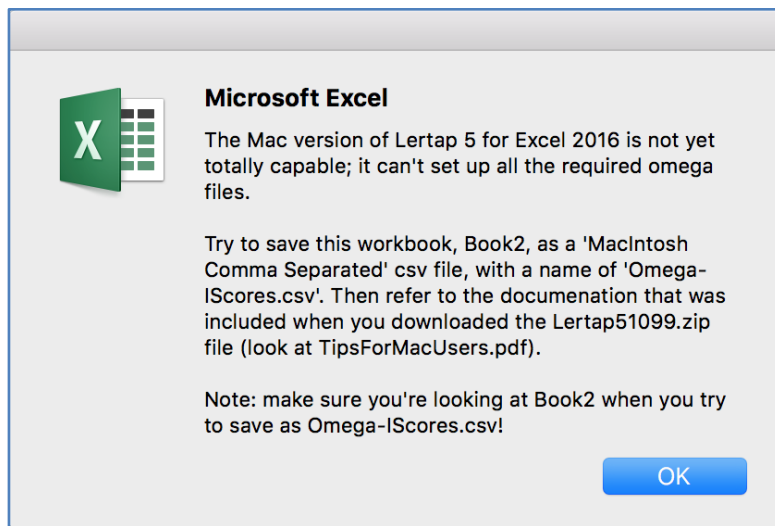 X
Microsoft Excel
The Mac version of Lertap 5 for Excel 2016 is not yet
totally capable; it can't set up all the required omega
files.
Try to save this workbook, Book2, as a 'MacIntosh
Comma Separated' csv file, with a name of 'Omega-
IScores.csv'. Then refer to the documenation that was
included when you downloaded the Lertap51099.zip
file (look at TipsForMacUsers.pdf).
Note: make sure you're looking at Book2 when you try
to save as Omega-IScores.csv!
OK